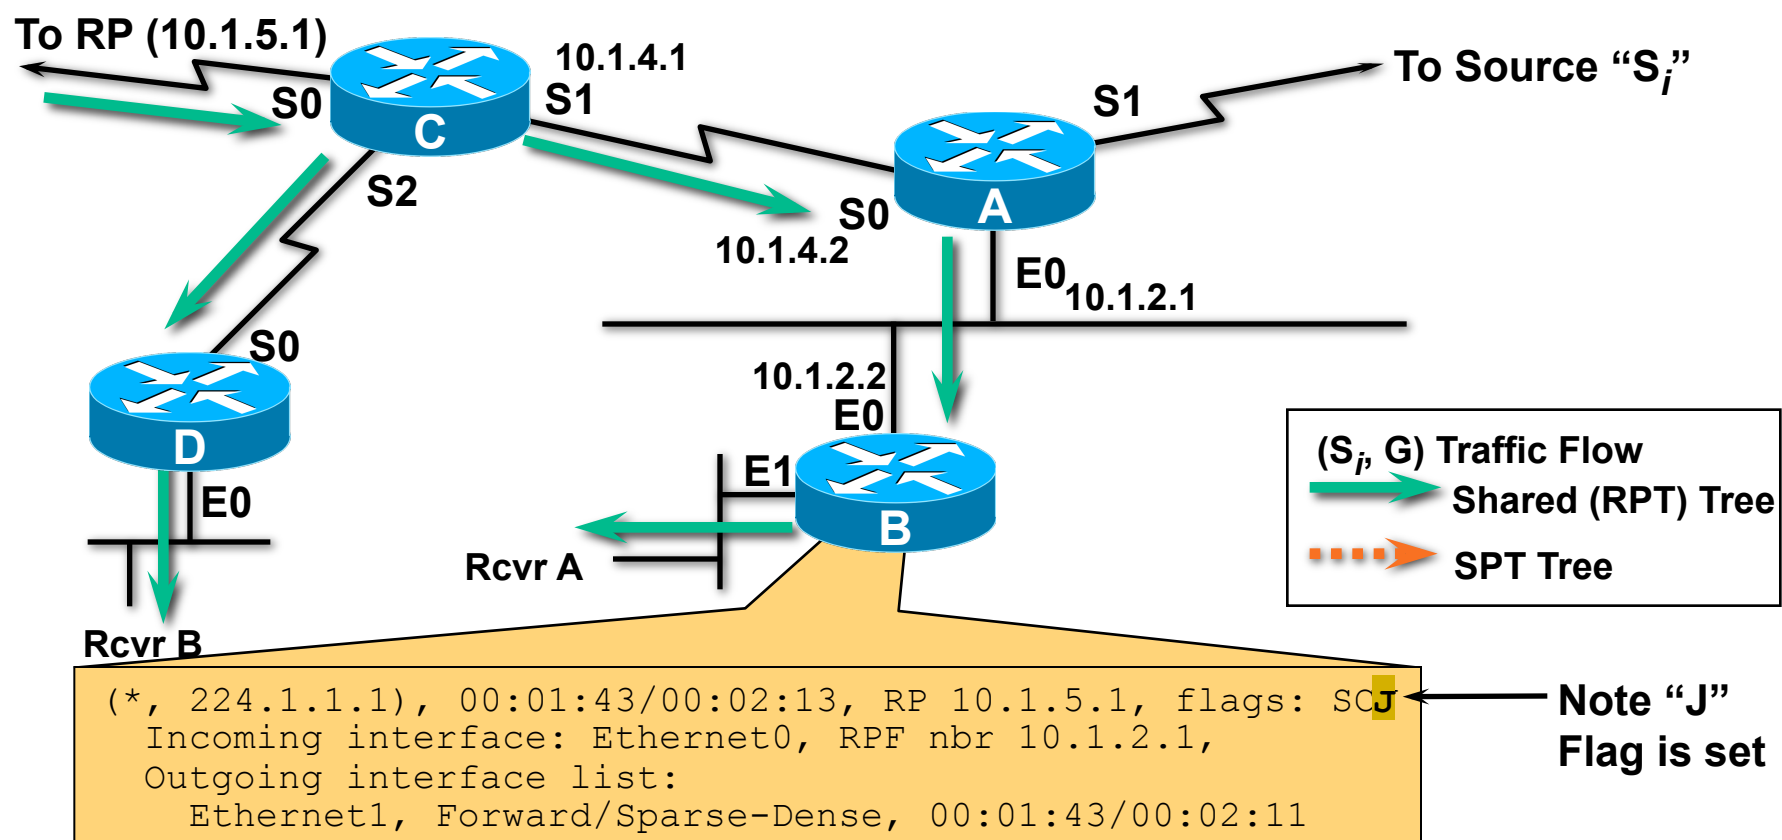 To RP (10.1.5.1)
10.1.4.1
To Source “Si”
S0
S1
S1
C
S2
A
S0
10.1.4.2
E0
10.1.2.1
S0
10.1.2.2
E0
D
E1
B
E0
Rcvr A
Rcvr B
(Si, G) Traffic Flow
Shared (RPT) Tree
SPT Tree
(*, 224.1.1.1), 00:01:43/00:02:13, RP 10.1.5.1, flags: SCJ
Incoming interface: Ethernet0, RPF nbr 10.1.2.1,
Outgoing interface list:
Ethernet1, Forward/Sparse-Dense, 00:01:43/00:02:11
Note “J”
Flag is set